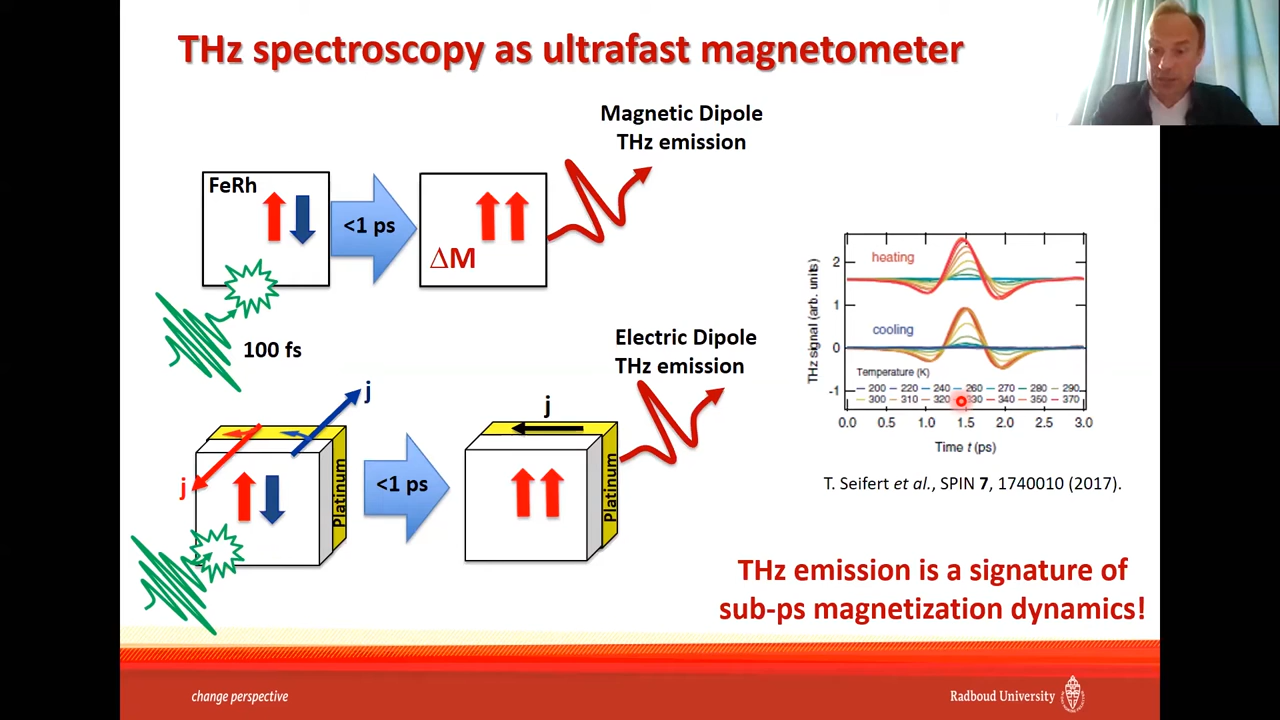 THz spectroscopy as ultrafast magnetometer
Magnetic Dipole
THz emission
FeRh
<1 ps
ΔM
100 fs
Electric Dipole
THz emission
j
j
Platinum
<1 ps
j
Platinum
THz signal (arb. units)
2
1
0
-1
heating
cooling
Temperature (K)
200 220 240 260 270 280 290
300 310 320 330 340 350 370
0.0 0.5 1.0 1.5 2.0 2.5 3.0
Time t (ps)
T. Seifert et al., SPIN 7, 1740010 (2017).
THz emission is a signature of
sub-ps magnetization dynamics!
change perspective
Radboud University